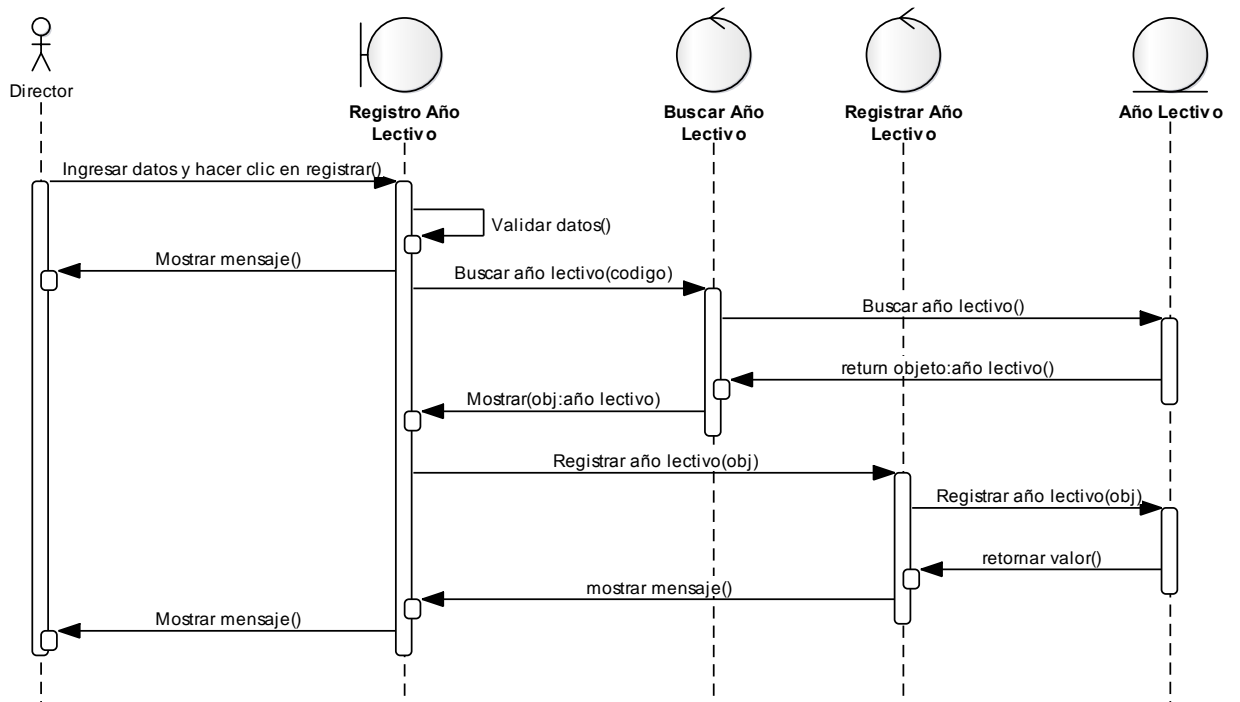 Director
Registro Año
Lectivo
Buscar Año
Lectivo
Registrar Año
Lectivo
Año Lectivo
Ingresar datos y hacer clic en registrar()
Validar datos()
Mostrar mensaje()
Buscar año lectivo(codigo)
Buscar año lectivo()
return objeto:año lectivo()
Mostrar(obj:año lectivo)
Registrar año lectivo(obj)
Registrar año lectivo(obj)
retornar valor()
mostrar mensaje()
Mostrar mensaje()